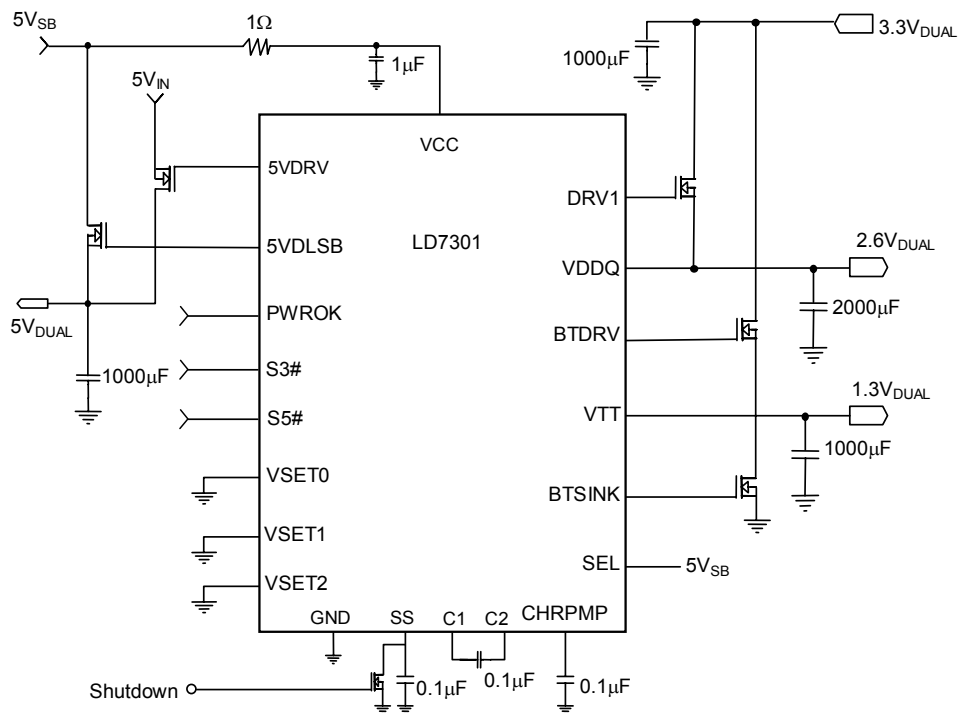 5VSB
1Ω
1μF
1000μF
3.3VDUAL
5VIN
VCC
5VDRV
DRV1
LD7301
5VDLSB
VDDQ
2.6VDUAL
5VDUAL
PWROK
2000μF
BTDRV
1000μF
S3#
S5#
VTT
1.3VDUAL
1000μF
VSET0
BTSINK
VSET1
SEL
5VSB
VSET2
GND
SS
C1
C2
CHRPMP
Shutdown
0.1μF
0.1μF
0.1μF